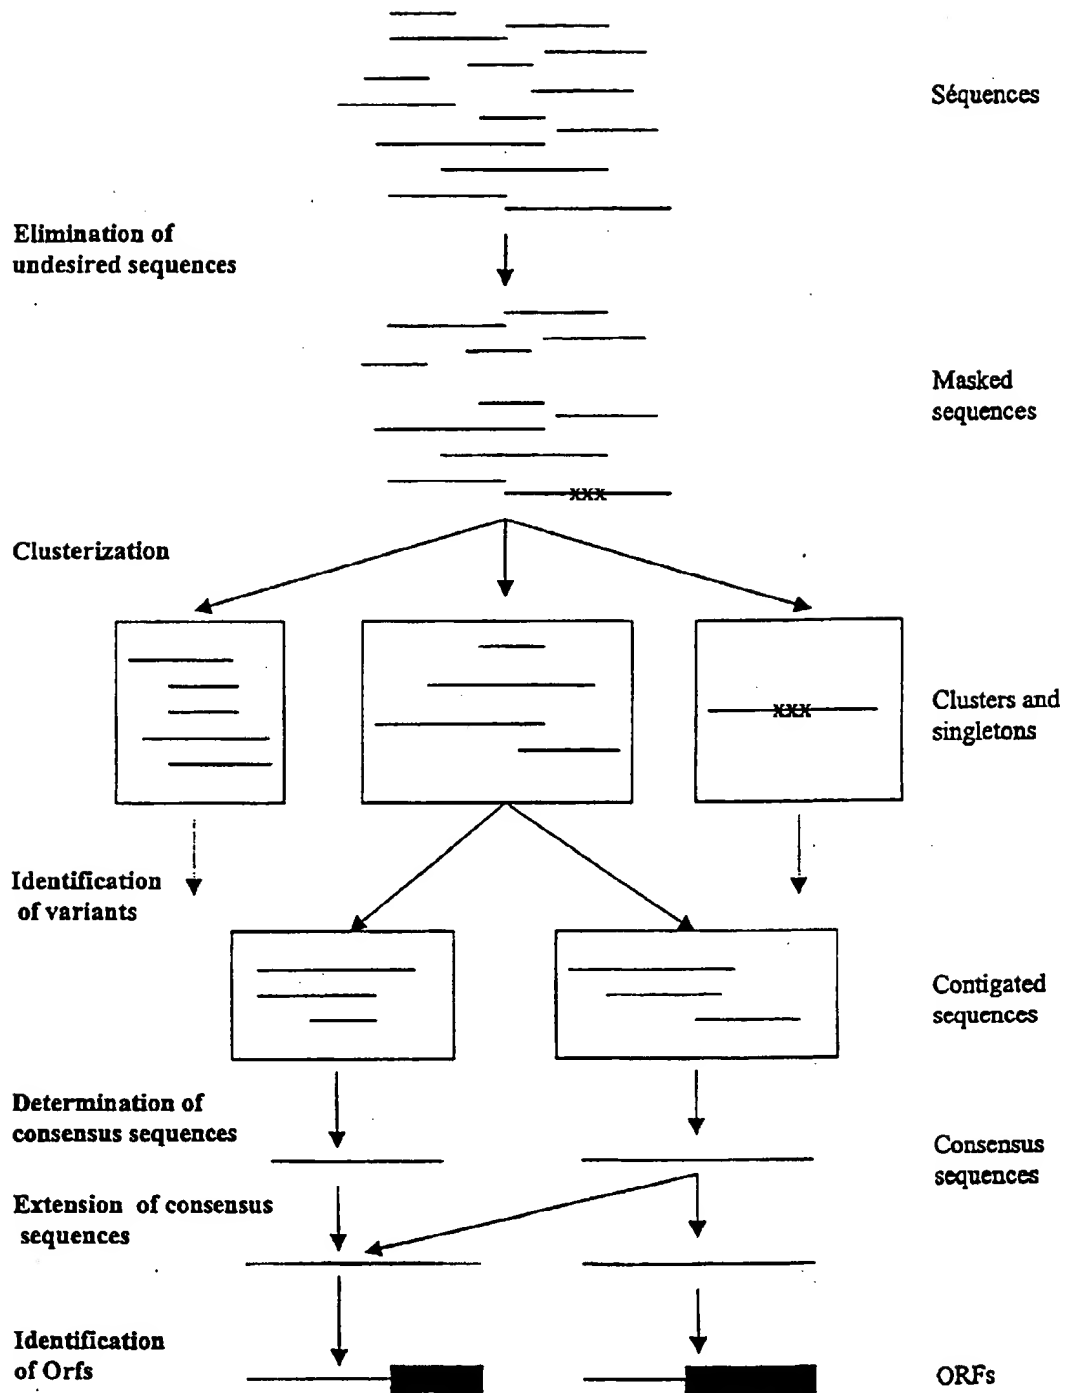 Séquences
Elimination of
undesired sequences
Masked
sequences
xxx
Clusterization
xxx
Clusters and
singletons
Identification
of variants
Contigated
sequences
Determination of
consensus sequences
Consensus
sequences
Extension of consensus
sequences
Identification
of Orfs
ORFs